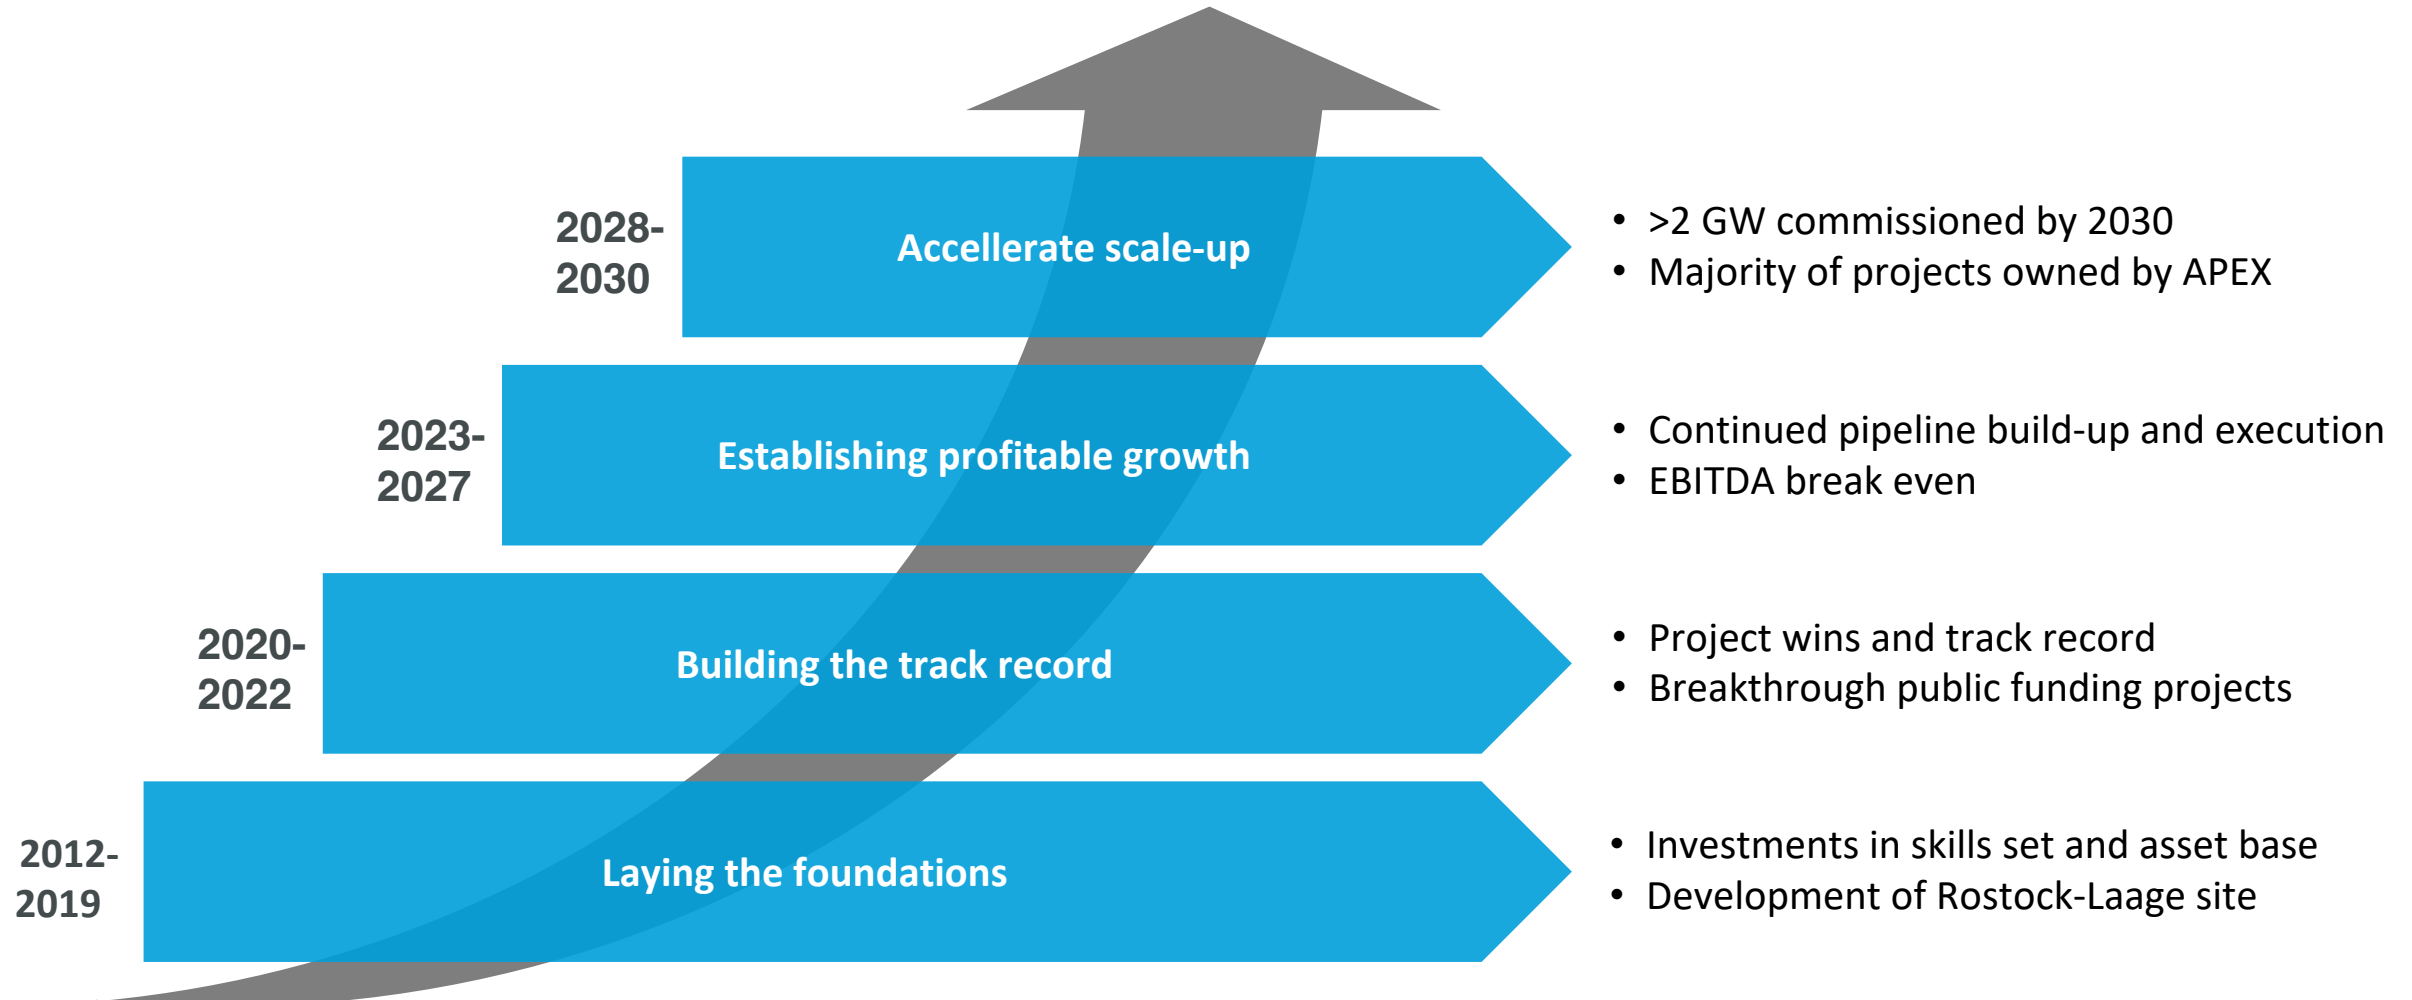 2028-
2030
Accellerate scale-up
• >2 GW commissioned by 2030
• Majority of projects owned by APEX
2023-
2027
Establishing profitable growth
• Continued pipeline build-up and execution
• EBITDA break even
2020-
2022
Building the track record
• Project wins and track record
• Breakthrough public funding projects
2012-
2019
Laying the foundations
• Investments in skills set and asset base
• Development of Rostock-Laage site